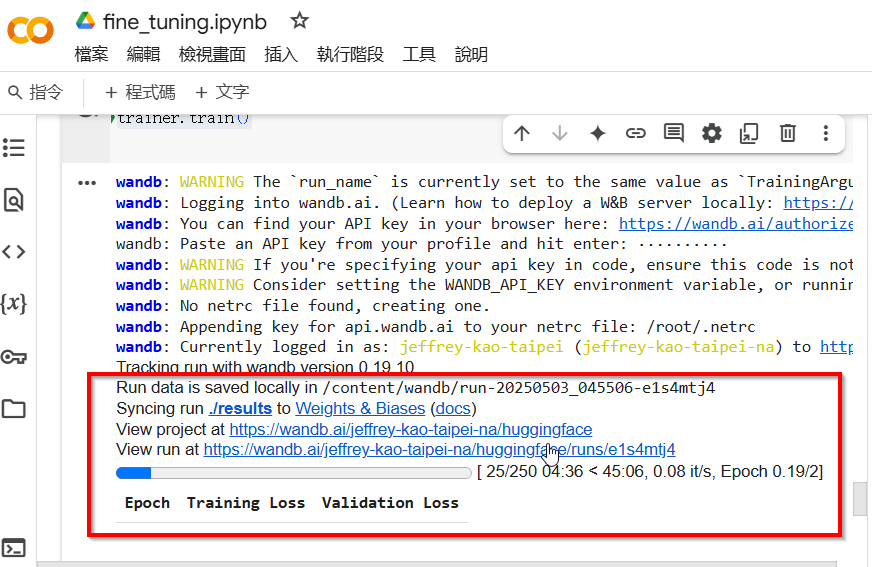 fine_tuning.ipynb
檔案 編輯 檢視畫面 插入 執行階段 工具 說明
指令 + 程式碼 + 文字
trainer.train()
wandb: WARNING The `run_name` is currently set to the same value as `TrainingArgu
wandb: Logging into wandb.ai. (Learn how to deploy a W&B server locally: https://
wandb: You can find your API key in your browser here: https://wandb.ai/authorize
wandb: Paste an API key from your profile and hit enter: ··········
wandb: WARNING If you're specifying your api key in code, ensure this code is not
wandb: WARNING Consider setting the WANDB_API_KEY environment variable, or runnin
wandb: No netrc file found, creating one.
wandb: Appending key for api.wandb.ai to your netrc file: /root/.netrc
wandb: Currently logged in as: jeffrey-kao-taipei (jeffrey-kao-taipei-na) to http
Tracking run with wandb version 0.19.10
Run data is saved locally in /content/wandb/run-20250503_045506-e1s4mtj4
Syncing run ./results to Weights & Biases (docs)
View project at https://wandb.ai/jeffrey-kao-taipei-na/huggingface
View run at https://wandb.ai/jeffrey-kao-taipei-na/huggingface/runs/e1s4mtj4
[ 25/250 04:36 < 45:06, 0.08 it/s, Epoch 0.19/2]
Epoch Training Loss Validation Loss